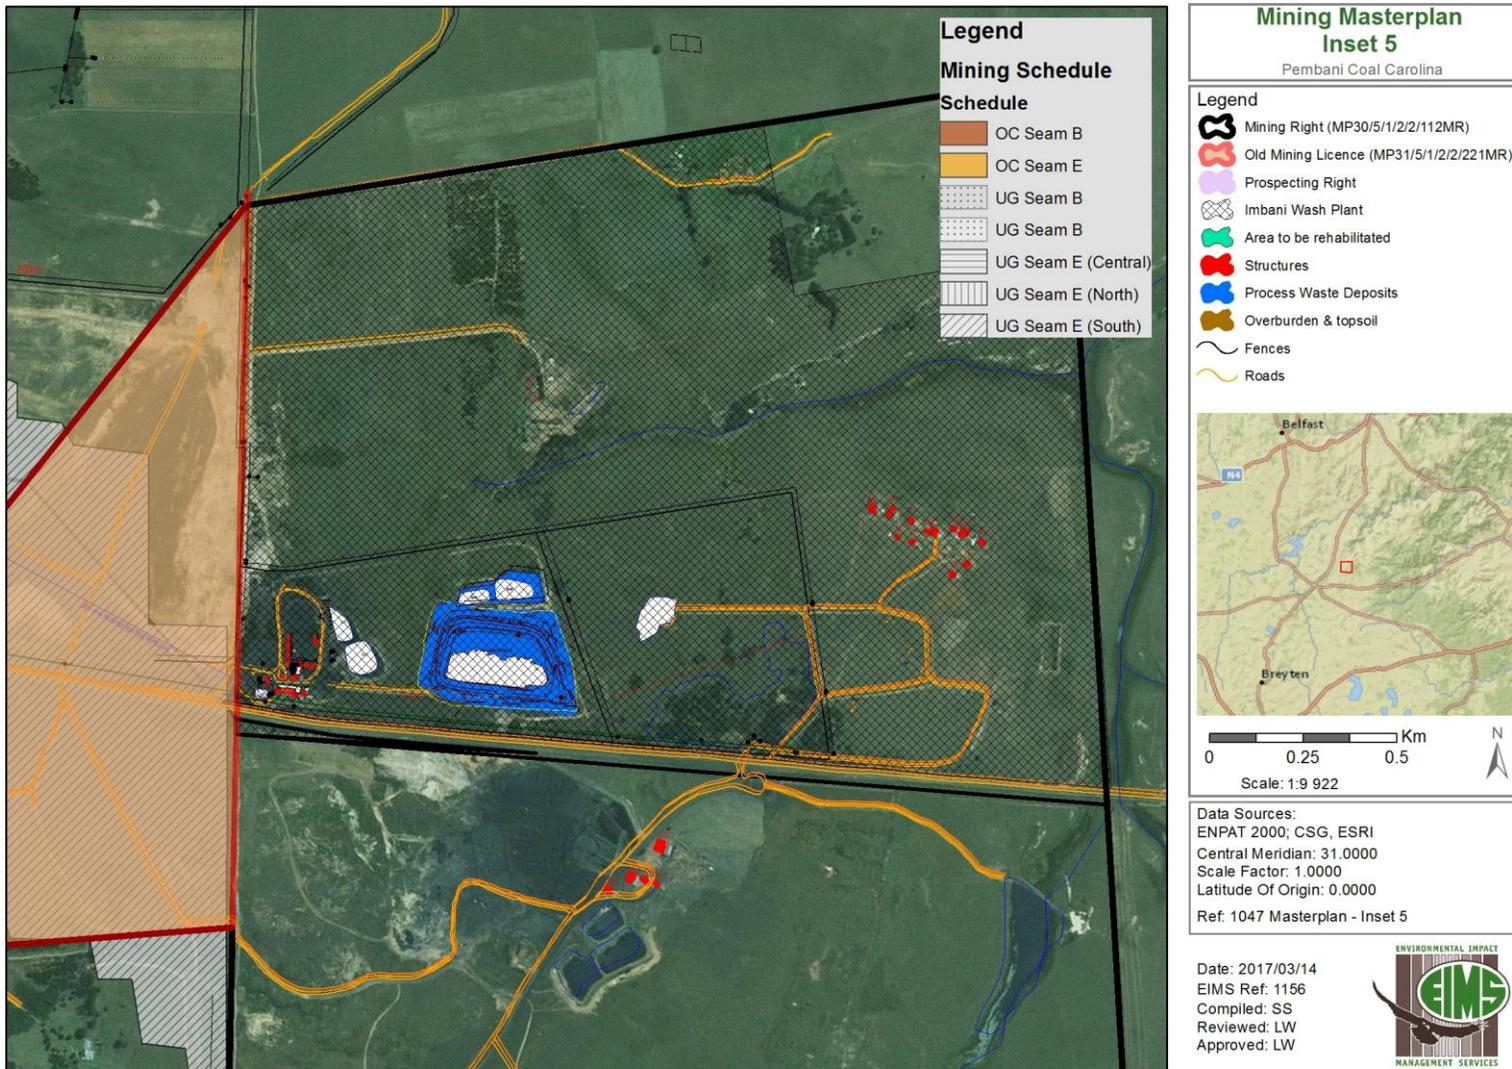 Legend
Mining Schedule
Schedule
OC Seam B
OC Seam E
UG Seam B
UG Seam B
UG Seam E (Central)
UG Seam E (North)
UG Seam E (South)
Mining Masterplan
Inset 5
Pembani Coal Carolina
Legend
Mining Right (MP30/5/1/2/2/112MR)
Old Mining Licence (MP31/5/1/2/2/221MR)
Prospecting Right
Imbani Wash Plant
Area to be rehabilitated
Structures
Process Waste Deposits
Overburden & topsoil
Fences
Roads
Belfast
N4
Breyten
Km
0 0.25 0.5
Scale: 1:9 922
N
Data Sources:
ENPAT 2000; CSG, ESRI
Central Meridian: 31.0000
Scale Factor: 1.0000
Latitude Of Origin: 0.0000
Ref: 1047 Masterplan - Inset 5
Date: 2017/03/14
EIMS Ref: 1156
Compiled: SS
Reviewed: LW
Approved: LW
ENVIRONMENTAL IMPACT
EIMS
MANAGEMENT SERVICES